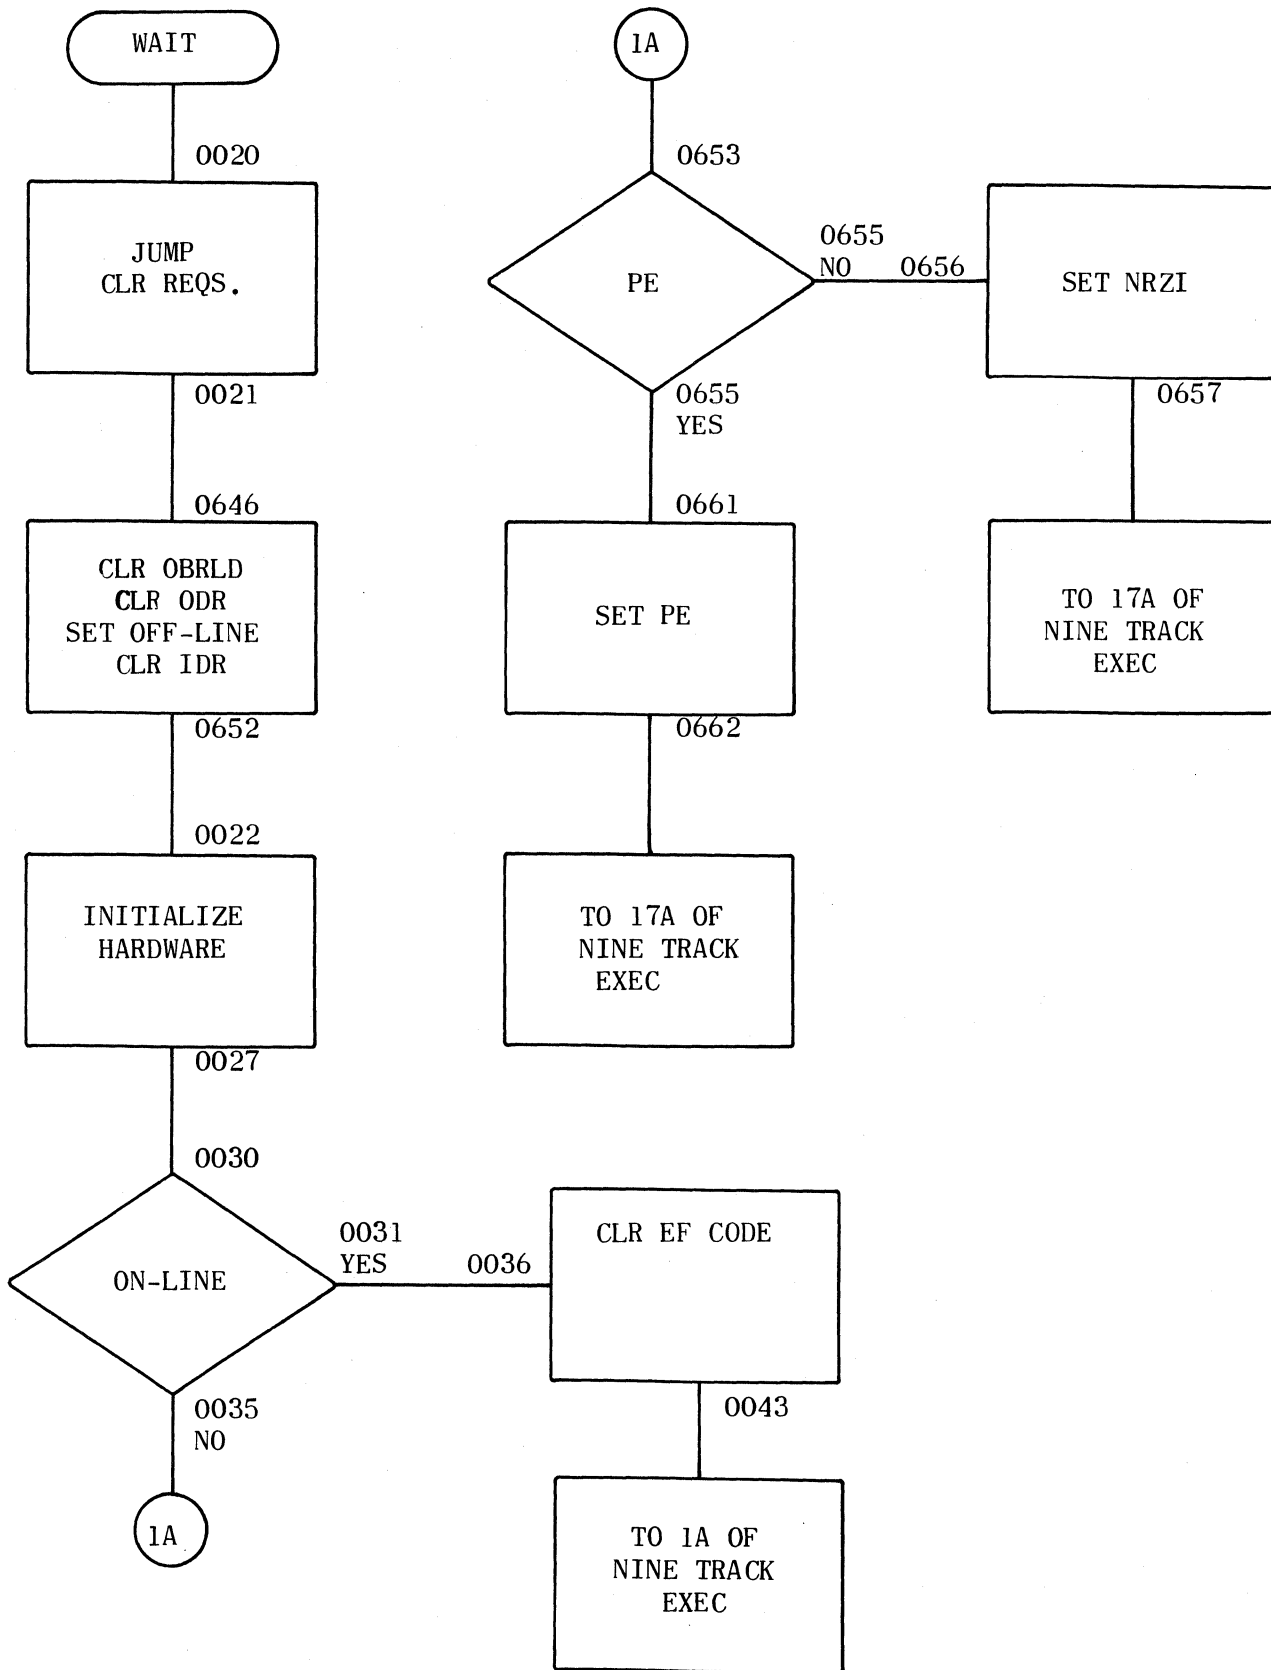 WAIT
0020
JUMP
CLR REQS.
0021
0646
CLR OBRLD
CLR ODR
SET OFF-LINE
CLR IDR
0652
0022
INITIALIZE
HARDWARE
0027
0030
ON-LINE
0031
YES
0036
CLR EF CODE
0043
TO 1A OF
NINE TRACK
EXEC
0035
NO
1A
1A
0653
PE
0655
NO
0656
SET NRZI
0657
TO 17A OF
NINE TRACK
EXEC
0655
YES
0661
SET PE
0662
TO 17A OF
NINE TRACK
EXEC